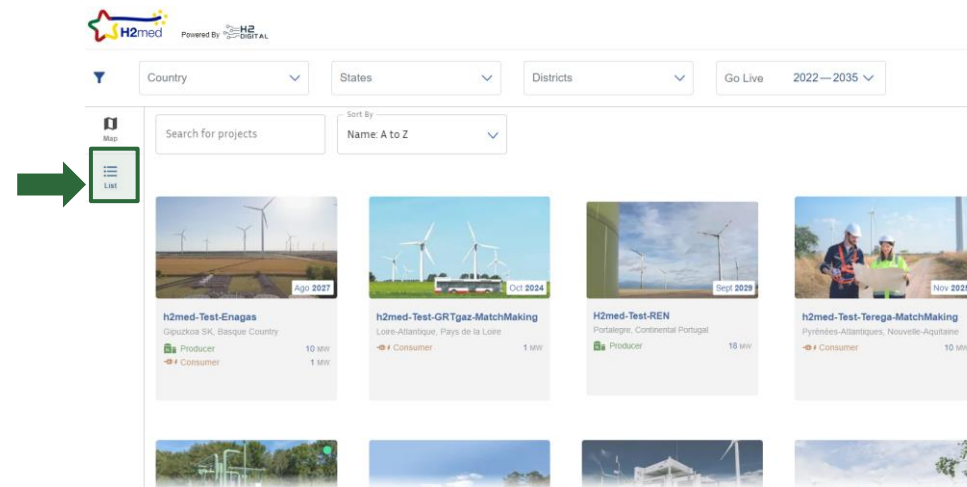 H2med Powered By H2 DIGITAL
Country States Districts Go Live 2022 — 2035
Map
Search for projects
Sort By
Name: A to Z
List
Ago 2027
Oct 2024
Sept 2029
Nov 2025
h2med-Test-Enagas
Gipuzkoa SK, Basque Country
Producer 10 MW
Consumer 1 MW
h2med-Test-GRTgaz-MatchMaking
Loire-Atlantique, Pays de la Loire
Consumer 1 MW
H2med-Test-REN
Portalegre, Continental Portugal
Producer 16 MW
h2med-Test-Terega-MatchMaking
Pyrénées-Atlantiques, Nouvelle-Aquitaine
Consumer 10 MW